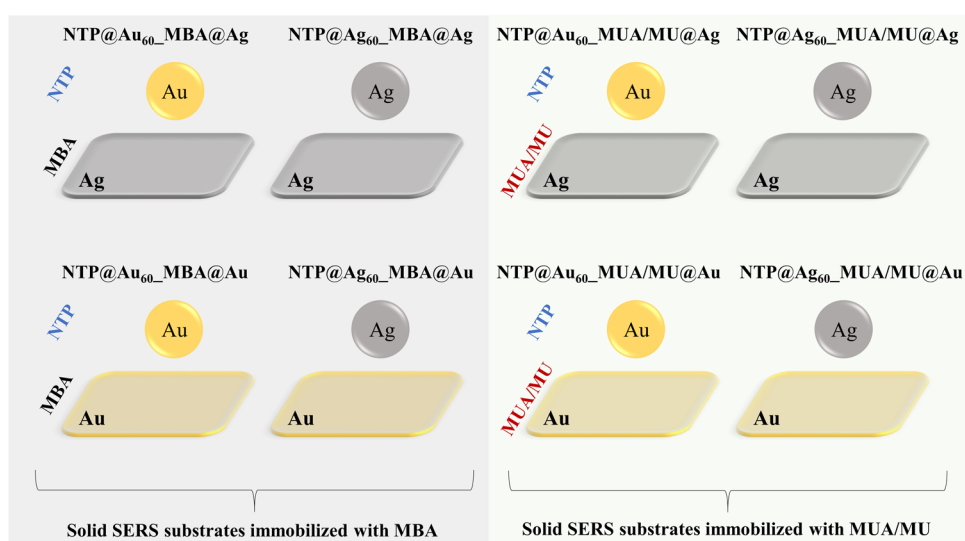 NTP@Au60_MBA@Ag NTP@Ag60_MBA@Ag NTP@Au60_MUA/MU@Ag NTP@Ag60_MUA/MU@Ag
NTP Au Ag NTP Au Ag
MBA Ag Ag MUA/MU Ag Ag
NTP@Au60_MBA@Au NTP@Ag60_MBA@Au NTP@Au60_MUA/MU@Au NTP@Ag60_MUA/MU@Au
NTP Au Ag NTP Au Ag
MBA Au Au MUA/MU Au Au
Solid SERS substrates immobilized with MBA Solid SERS substrates immobilized with MUA/MU